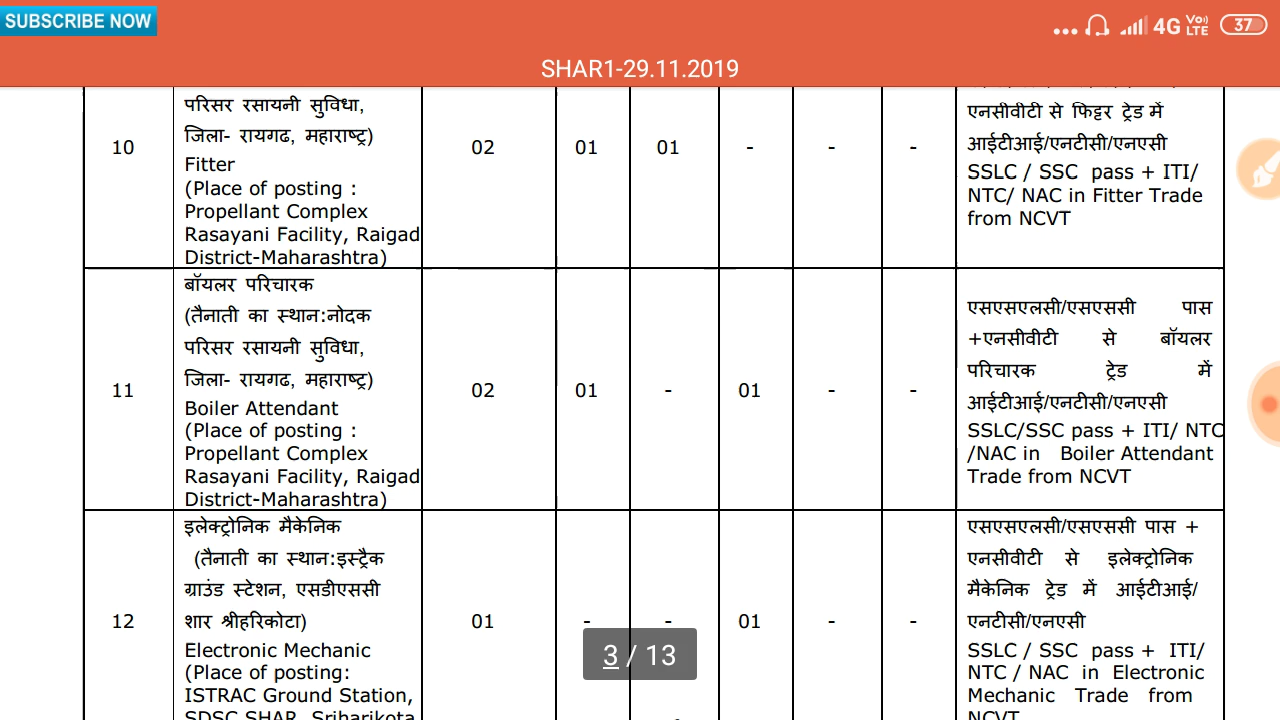 SUBSCRIBE NOW
4G Vo) LTE 37
SHAR1-29.11.2019
10
परिसर रसायनी सुविधा,
जिला- रायगढ, महाराष्ट्र)
Fitter
(Place of posting :
Propellant Complex
Rasayani Facility, Raigad
District-Maharashtra)
02
01
01
-
-
-
एनसीवीटी से फिट्टर ट्रेड में
आईटीआई/एनटीसी/एनएसी
SSLC / SSC pass + ITI/
NTC/ NAC in Fitter Trade
from NCVT
11
बॉयलर परिचारक
(तैनाती का स्थान:नोदक
परिसर रसायनी सुविधा,
जिला- रायगढ, महाराष्ट्र)
Boiler Attendant
(Place of posting :
Propellant Complex
Rasayani Facility, Raigad
District-Maharashtra)
02
01
-
01
-
-
एसएसएलसी/एसएससी पास
+एनसीवीटी से बॉयलर
परिचारक ट्रेड में
आईटीआई/एनटीसी/एनएसी
SSLC/SSC pass + ITI/ NTC
/NAC in Boiler Attendant
Trade from NCVT
12
इलेक्ट्रोनिक मैकेनिक
(तैनाती का स्थान:इस्ट्रैक
ग्राउंड स्टेशन, एसडीएससी
शार श्रीहरिकोटा)
Electronic Mechanic
(Place of posting:
ISTRAC Ground Station,
SDSC SHAR, Sriharikota
01
-
-
01
-
-
एसएसएलसी/एसएससी पास +
एनसीवीटी से इलेक्ट्रोनिक
मैकेनिक ट्रेड में आईटीआई/
एनटीसी/एनएसी
SSLC / SSC pass + ITI/
NTC / NAC in Electronic
Mechanic Trade from
NCVT
3 / 13